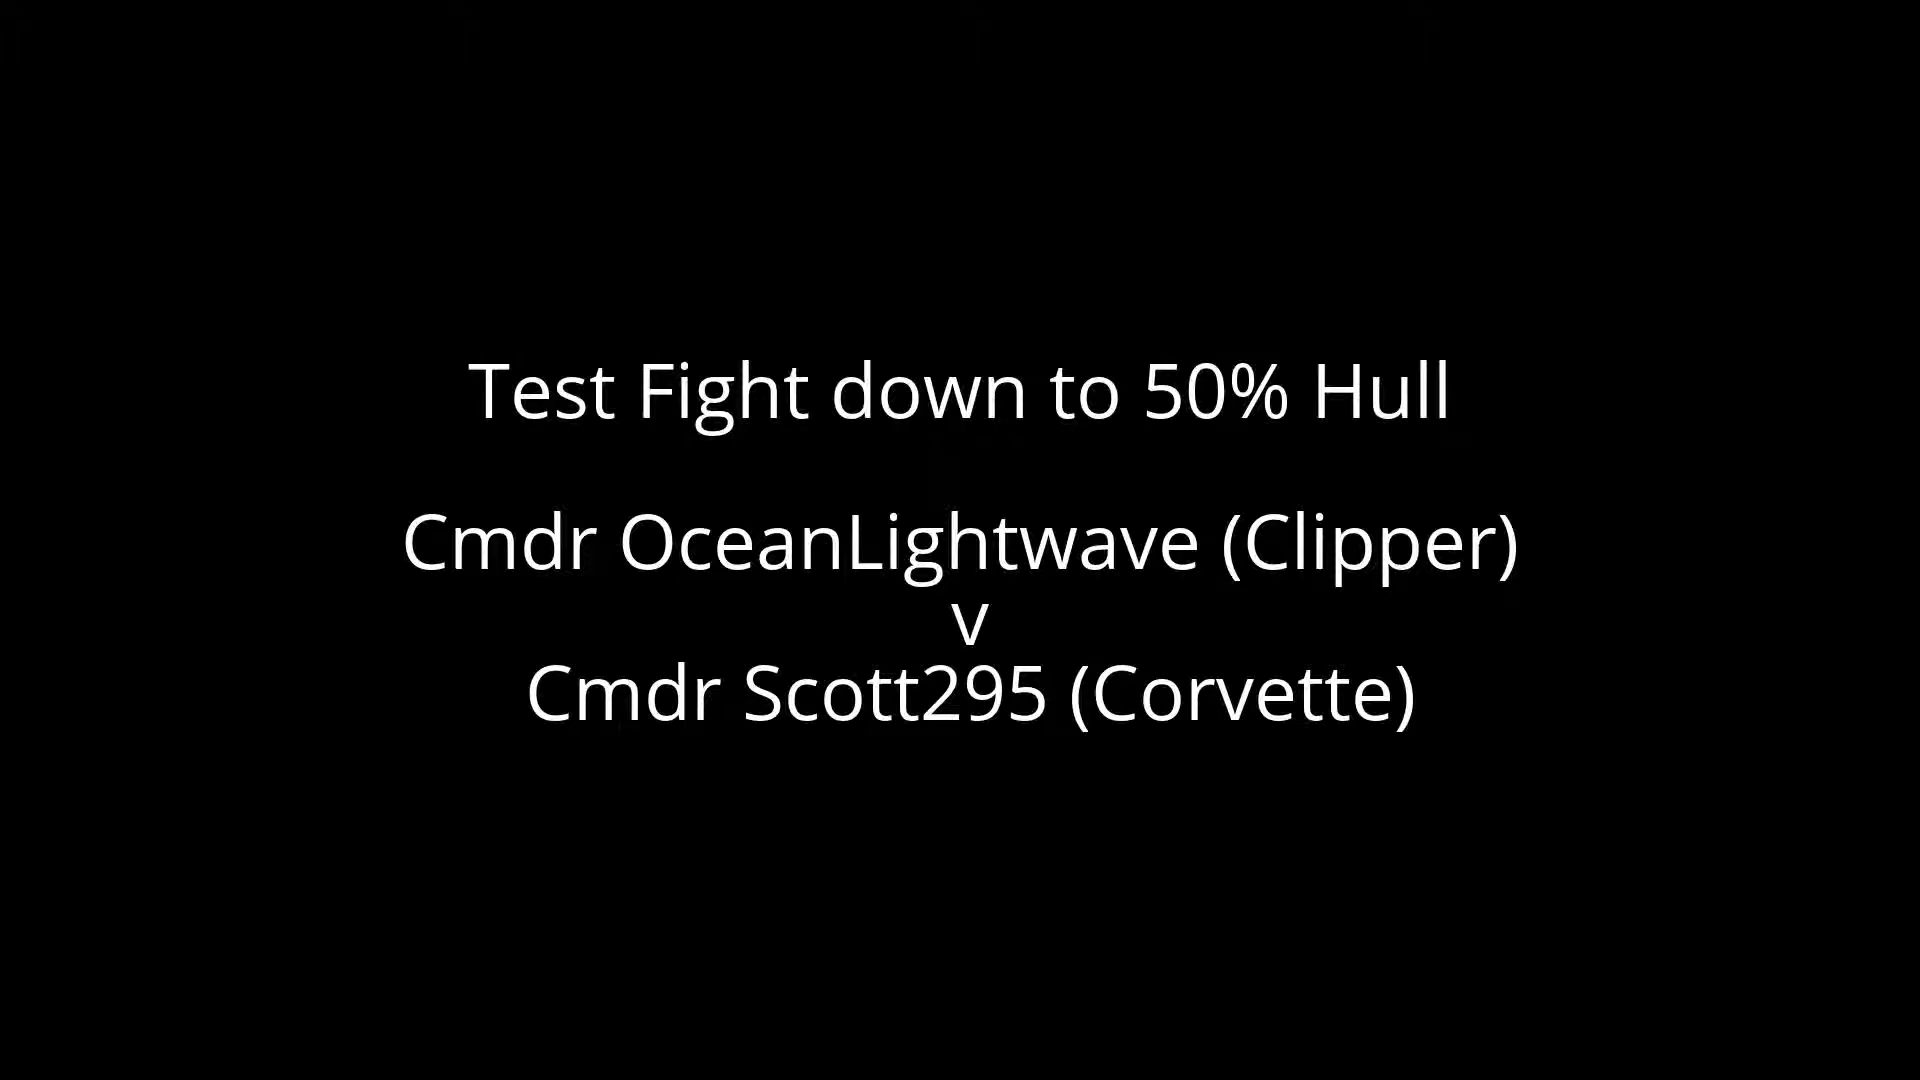 Test Fight down to 50% Hull
Cmdr OceanLightwave (Clipper)
v
Cmdr Scott295 (Corvette)